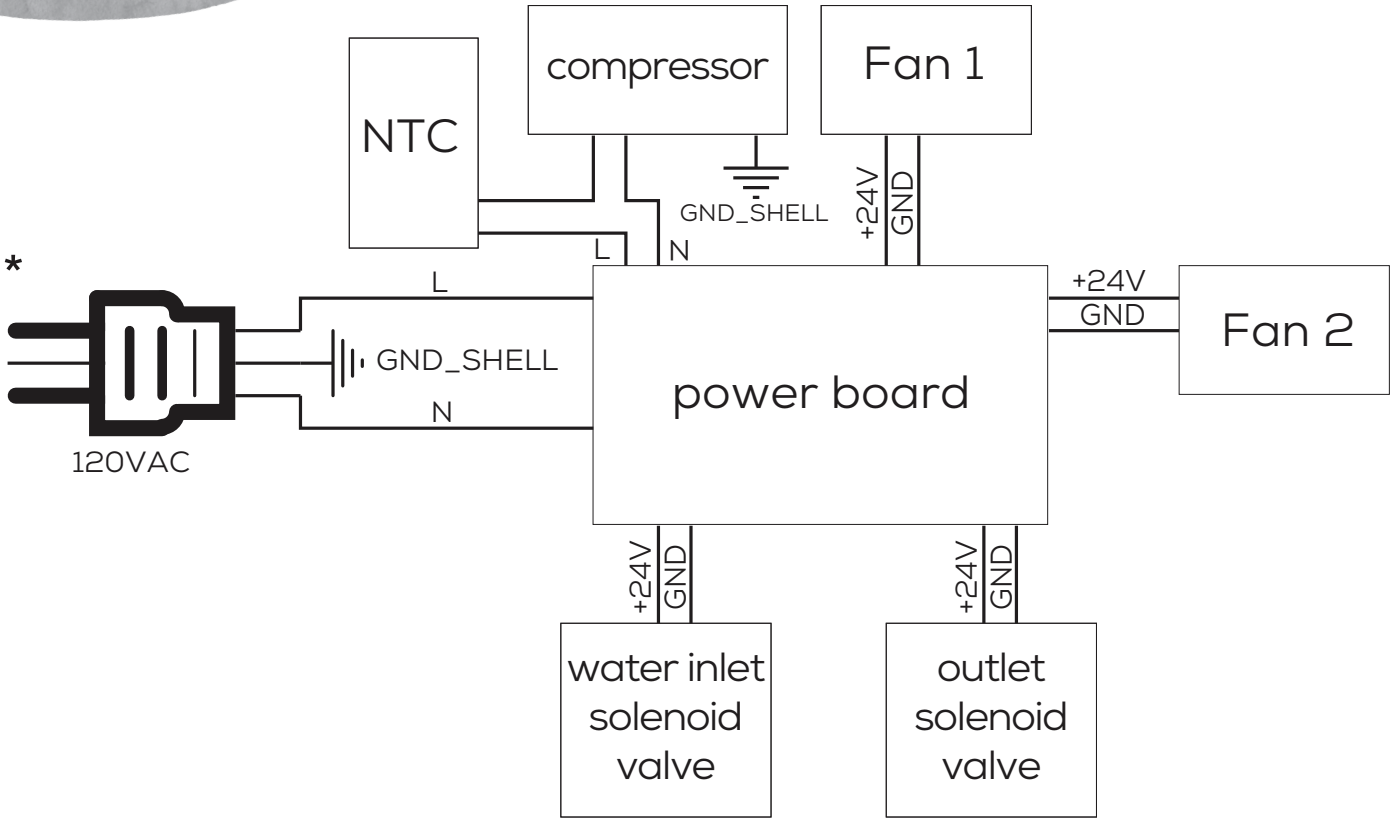 compressor
Fan 1
NTC
+24V
GND
GND_SHELL
L
N
*
L
+24V
GND
Fan 2
GND_SHELL
power board
N
120VAC
+24V
GND
+24V
GND
water inlet
solenoid
valve
outlet
solenoid
valve